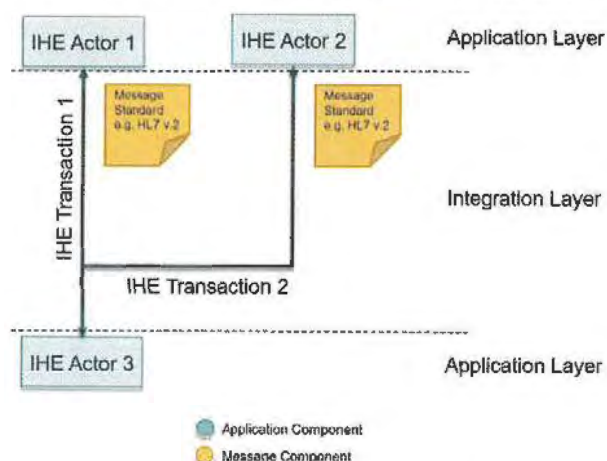 IHE Actor 1
IHE Actor 2
Application Layer
Message
Standard
e.g. HL7 v.2
Message
Standard
e.g. HL7 v.2
IHE Transaction 1
Integration Layer
IHE Transaction 2
IHE Actor 3
Application Layer
Application Component
Message Component